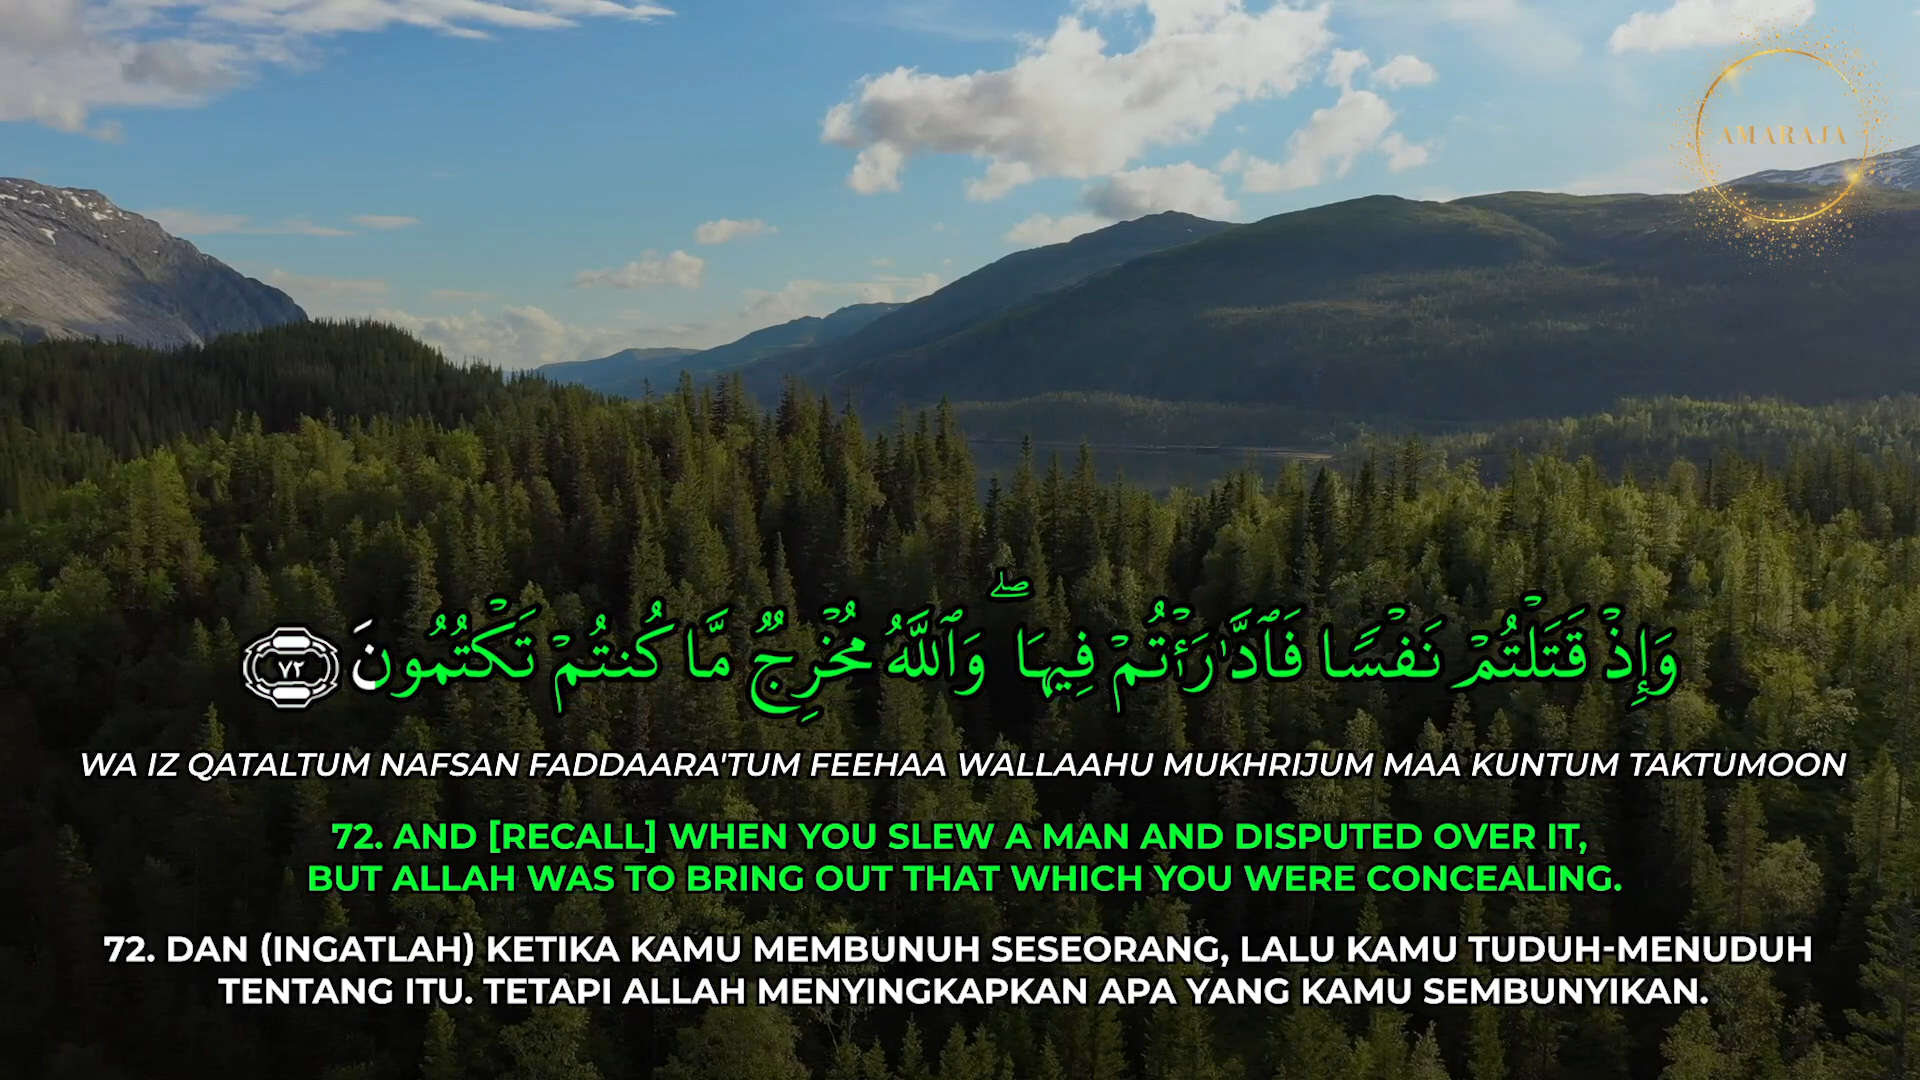 AMARAJA
وَإِذْ قَتَلْتُمْ نَفْسًا فَٱدَّٰرَْٰٔتُمْ فِيهَا ۖ وَٱللَّهُ مُخْرِجٌ مَّا كُنتُمْ تَكْتُمُونَ ٧٢
WA IZ QATALTUM NAFSAN FADDAARA'TUM FEEHAA WALLAAHU MUKHRIJUM MAA KUNTUM TAKTUMOON
72. AND [RECALL] WHEN YOU SLEW A MAN AND DISPUTED OVER IT,
BUT ALLAH WAS TO BRING OUT THAT WHICH YOU WERE CONCEALING.
72. DAN (INGATLAH) KETIKA KAMU MEMBUNUH SESEORANG, LALU KAMU TUDUH-MENUDUH
TENTANG ITU. TETAPI ALLAH MENYINGKAPKAN APA YANG KAMU SEMBUNYIKAN.